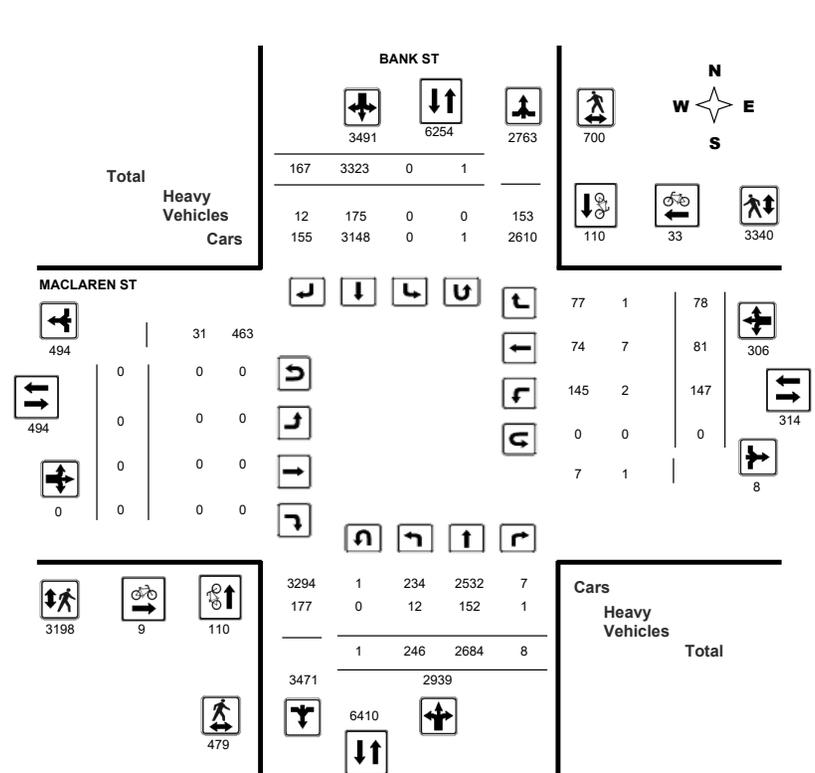 BANK ST
N
W E
S
3491 6254 2763 700
167 3323 0 1
Total
Heavy
Vehicles 12 175 0 0 153
Cars 155 3148 0 1 2610
110 33 3340
MACLAREN ST
77 1 78
494
31 463
74 7 81
306
0 0 0
145 2 147
494
0 0 0
314
0 0 0
0 0 0
7 1
8
0
0 0 0
3294 1 234 2532 7
Cars
177 0 12 152 1
Heavy
Vehicles
3198 9 110
1 246 2684 8
Total
3471 2939
6410
479